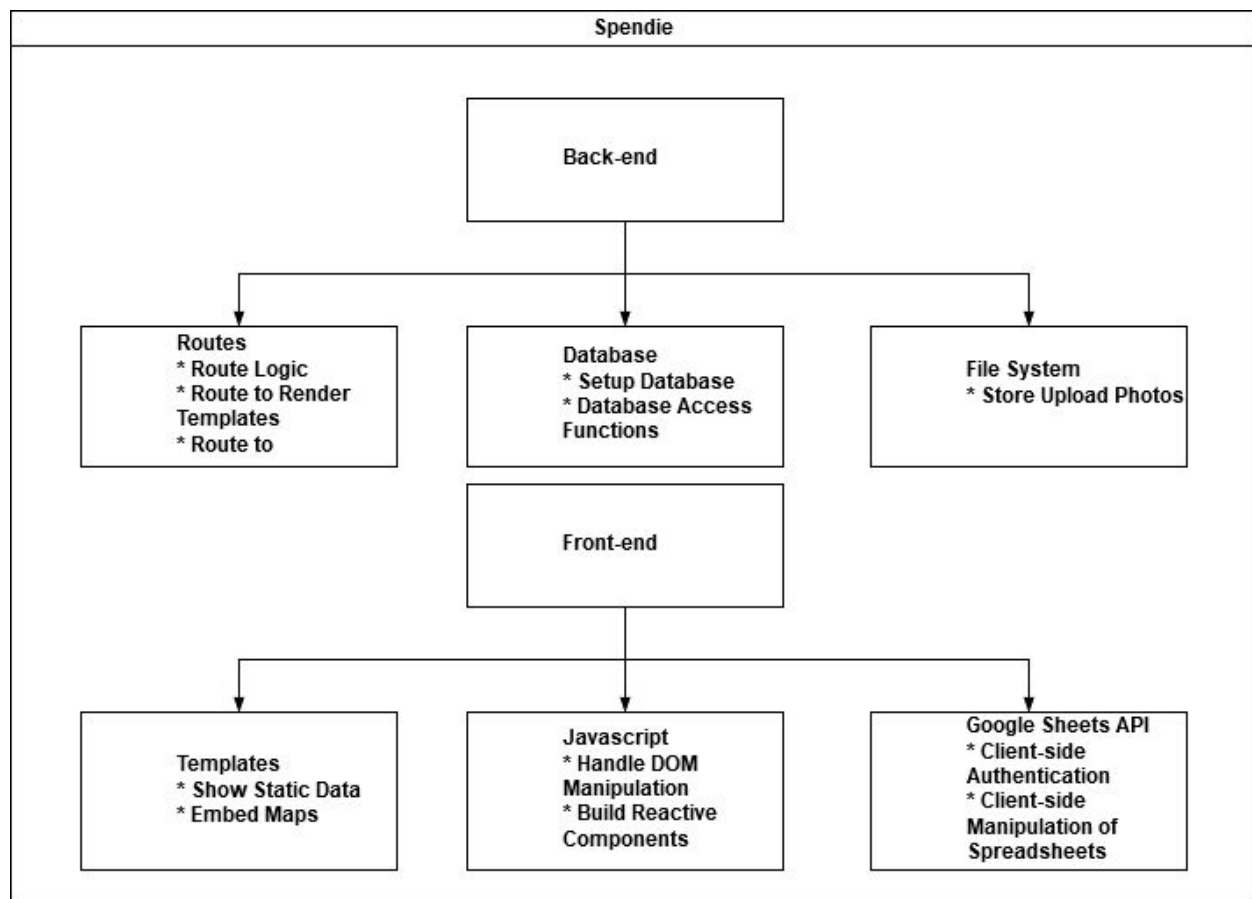 Spendie
Back-end
Routes
* Route Logic
* Route to Render
Templates
* Route to
Database
* Setup Database
* Database Access
Functions
File System
* Store Upload Photos
Front-end
Templates
* Show Static Data
* Embed Maps
Javascript
* Handle DOM
Manipulation
* Build Reactive
Components
Google Sheets API
* Client-side
Authentication
* Client-side
Manipulation of
Spreadsheets